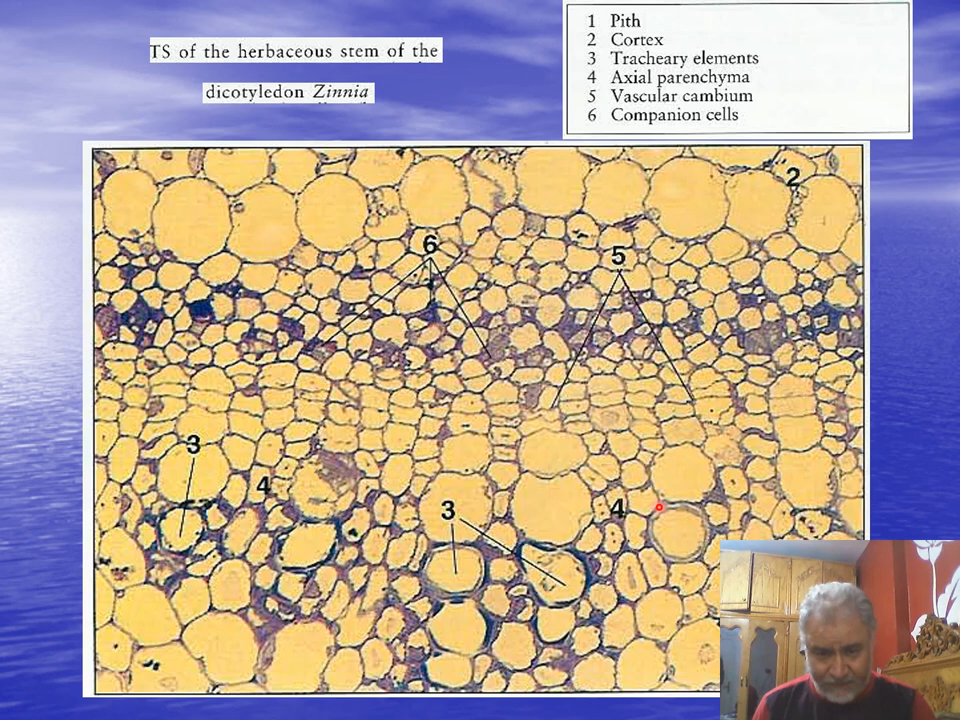 TS of the herbaceous stem of the
dicotyledon Zinnia
1 Pith
2 Cortex
3 Tracheary elements
4 Axial parenchyma
5 Vascular cambium
6 Companion cells
2
6
5
3
4
3
4